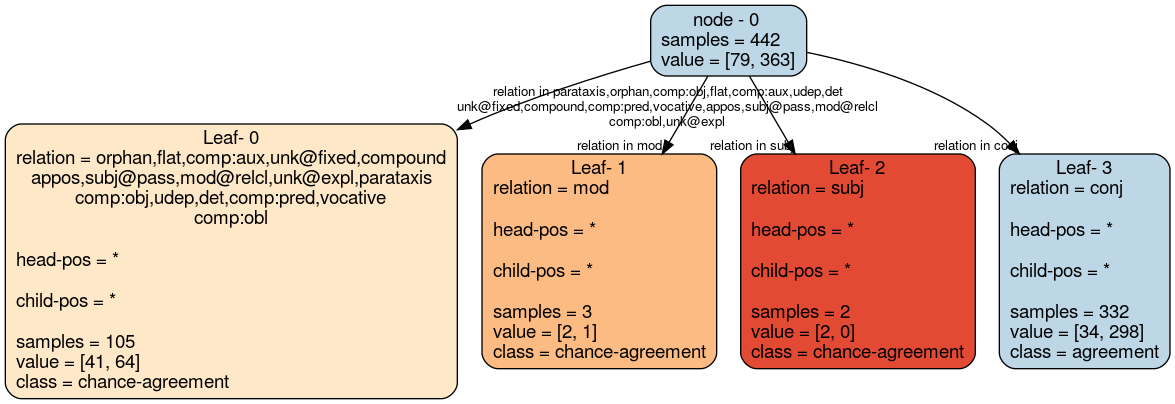 node - 0
samples = 442
value = [79, 363]
relation in parataxis,orphan,comp:obj,flat,comp:aux,udep,det
unk@fixed,compound,comp:pred,vocative,appos,subj@pass,mod@relcl
comp:obl,unk@expl
relation in mod
relation in subj
relation in conj
Leaf- 0
relation = orphan,flat,comp:aux,unk@fixed,compound
appos,subj@pass,mod@relcl,unk@expl,parataxis
comp:obj,udep,det,comp:pred,vocative
comp:obl
head-pos = *
child-pos = *
samples = 105
value = [41, 64]
class = chance-agreement
Leaf- 1
relation = mod
head-pos = *
child-pos = *
samples = 3
value = [2, 1]
class = chance-agreement
Leaf- 2
relation = subj
head-pos = *
child-pos = *
samples = 2
value = [2, 0]
class = chance-agreement
Leaf- 3
relation = conj
head-pos = *
child-pos = *
samples = 332
value = [34, 298]
class = agreement